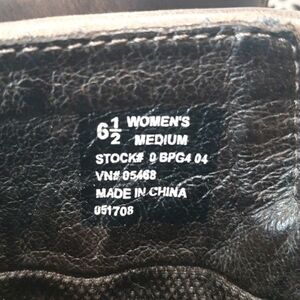 6½ WOMEN'S
MEDIUM
STOCK# 0 BPG4 04
VN# 05468
MADE IN CHINA
051708